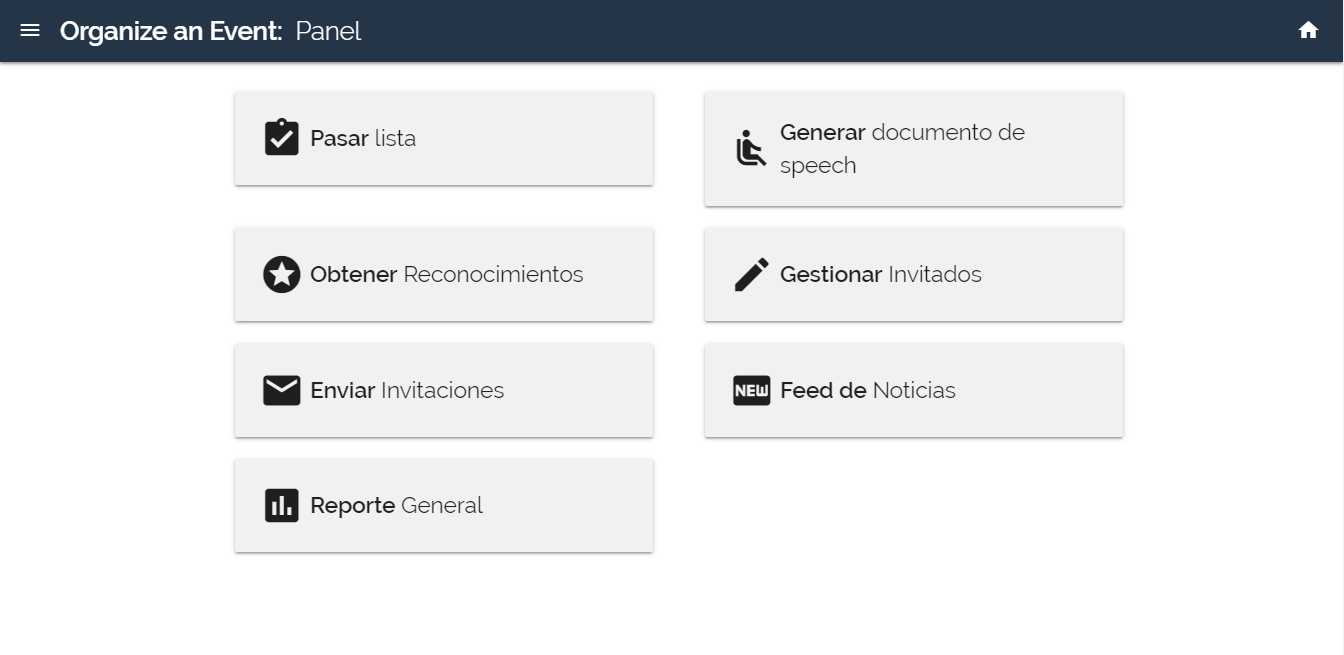 Organize an Event: Panel
Pasar lista
Generar documento de
speech
Obtener Reconocimientos
Gestionar Invitados
Enviar Invitaciones
NEW Feed de Noticias
Reporte General